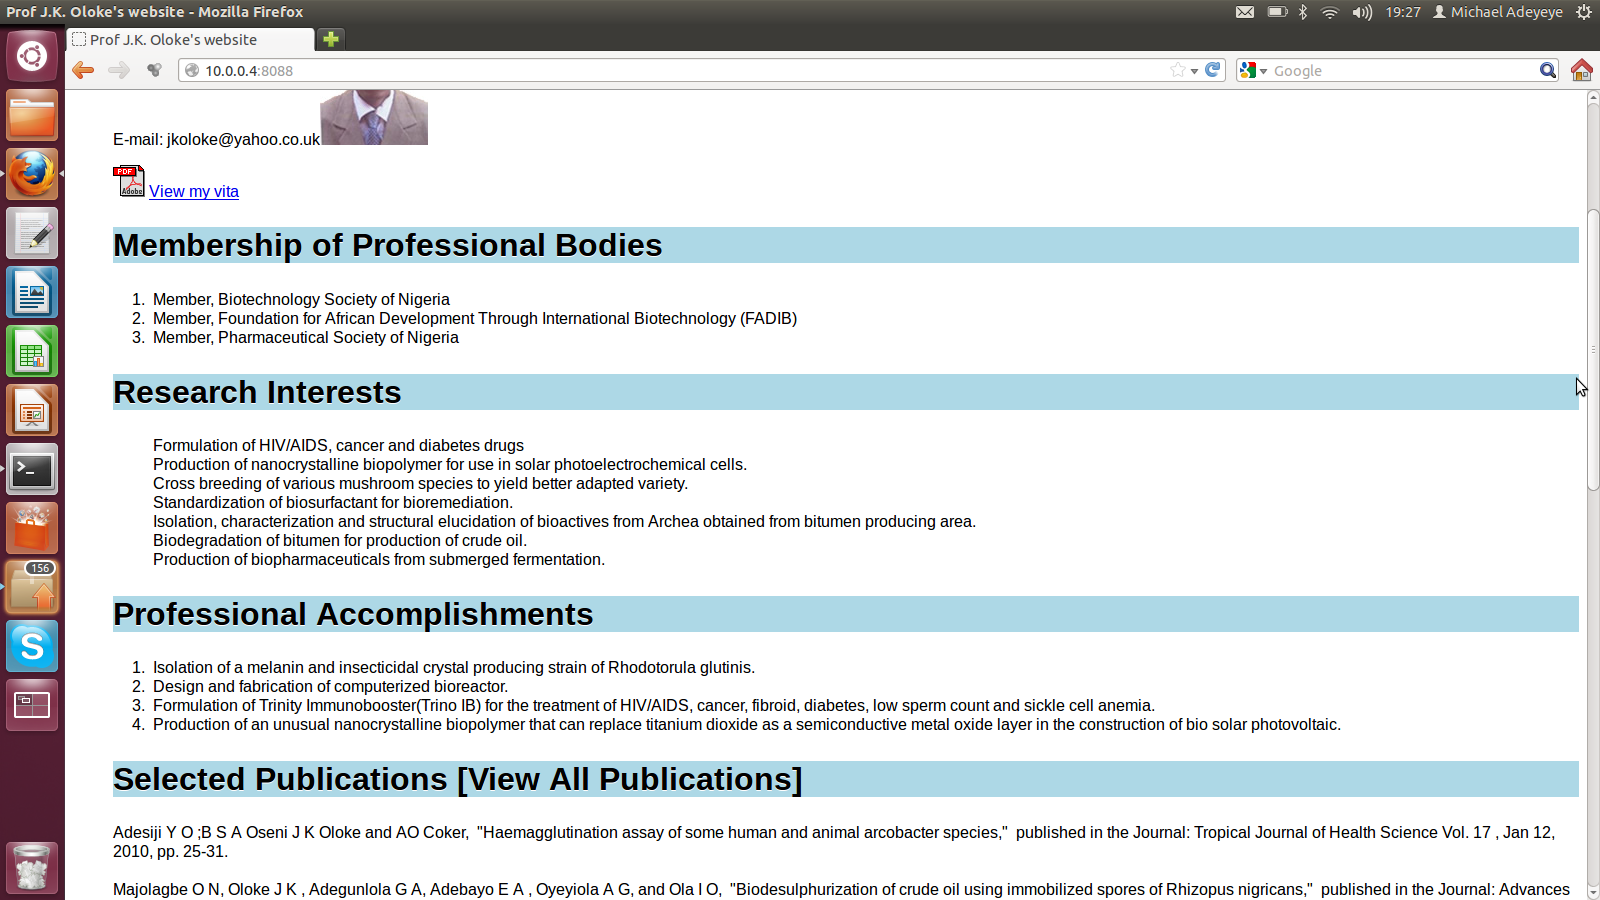 Prof J.K. Oloke's website - Mozilla Firefox
19:27 Michael Adeyeye
Prof J.K. Oloke's website
10.0.0.4:8088
Google
E-mail: jkoloke@yahoo.co.uk
PDF
Adobe
View my vita
Membership of Professional Bodies
1. Member, Biotechnology Society of Nigeria
2. Member, Foundation for African Development Through International Biotechnology (FADIB)
3. Member, Pharmaceutical Society of Nigeria
Research Interests
Formulation of HIV/AIDS, cancer and diabetes drugs
Production of nanocrystalline biopolymer for use in solar photoelectrochemical cells.
Cross breeding of various mushroom species to yield better adapted variety.
Standardization of biosurfactant for bioremediation.
Isolation, characterization and structural elucidation of bioactives from Archea obtained from bitumen producing area.
Biodegradation of bitumen for production of crude oil.
Production of biopharmaceuticals from submerged fermentation.
156
Professional Accomplishments
1. Isolation of a melanin and insecticidal crystal producing strain of Rhodotorula glutinis.
2. Design and fabrication of computerized bioreactor.
3. Formulation of Trinity Immunobooster(Trino IB) for the treatment of HIV/AIDS, cancer, fibroid, diabetes, low sperm count and sickle cell anemia.
4. Production of an unusual nanocrystalline biopolymer that can replace titanium dioxide as a semiconductive metal oxide layer in the construction of bio solar photovoltaic.
Selected Publications [View All Publications]
Adesiji Y O ;B S A Oseni J K Oloke and AO Coker, "Haemagglutination assay of some human and animal arcobacter species," published in the Journal: Tropical Journal of Health Science Vol. 17 , Jan 12,
2010, pp. 25-31.
Majolagbe O N, Oloke J K , Adegunlola G A, Adebayo E A , Oyeyiola A G, and Ola I O, "Biodesulphurization of crude oil using immobilized spores of Rhizopus nigricans," published in the Journal: Advances